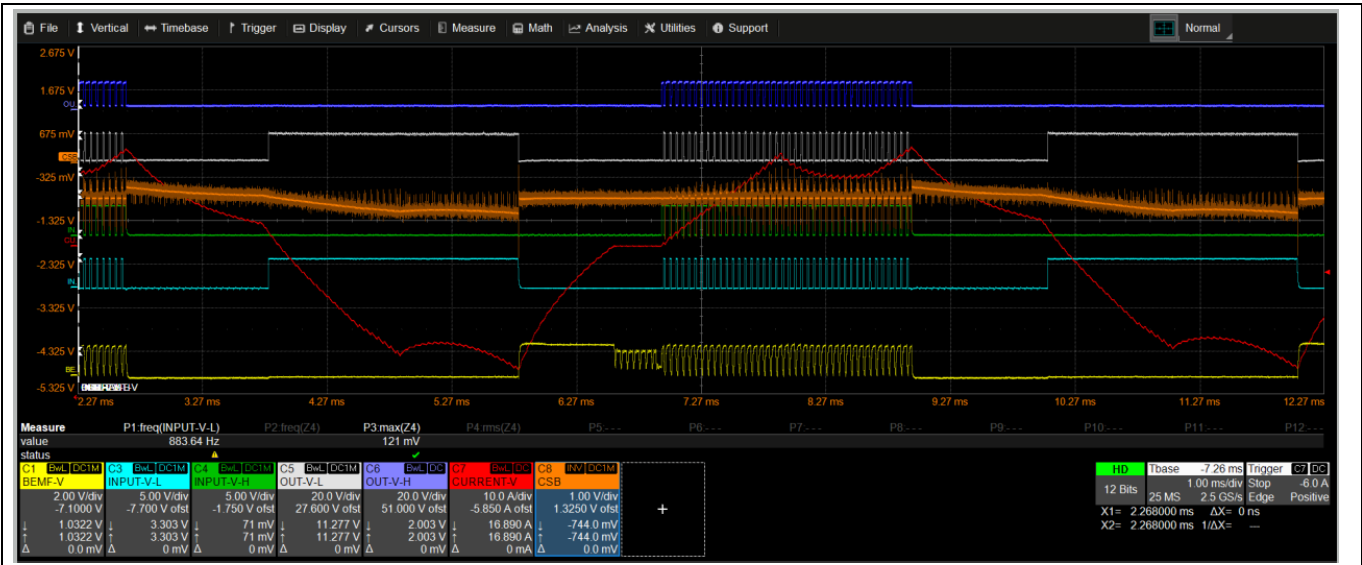 File Vertical Timebase Trigger Display Cursors Measure Math Analysis Utilities Support Normal
2.675 V
1.675 V
OU
675 mV
CSB
-325 mV
-1.325 V
IN
OU
-2.325 V
IN
-3.325 V
-4.325 V
BE
-5.325 V
2.27 ms 3.27 ms 4.27 ms 5.27 ms 6.27 ms 7.27 ms 8.27 ms 9.27 ms 10.27 ms 11.27 ms 12.27 ms
Measure P1:freq(INPUT-V-L) P2:freq(Z4) P3:max(Z4) P4:rms(Z4) P5:--- P6:--- P7:--- P8:--- P9:--- P10:--- P11:--- P12:---
value 883.64 Hz 121 mV
status
C1 BwL DC1M C3 BwL DC1M C4 BwL DC1M C5 BwL DC1M C6 BwL DC C7 BwL DC C8 INV DC1M
BEMF-V INPUT-V-L INPUT-V-H OUT-V-L OUT-V-H CURRENT-V CSB
2.00 V/div 5.00 V/div 5.00 V/div 20.0 V/div 20.0 V/div 10.0 A/div 1.00 V/div
-7.1000 V -7.700 V ofst -1.750 V ofst 27.600 V ofst 51.000 V ofst -5.850 A ofst 1.3250 V ofst
↓ 1.0322 V ↓ 3.303 V ↓ 71 mV ↓ 11.277 V ↓ 2.003 V ↓ 16.890 A ↓ -744.0 mV
↑ 1.0322 V ↑ 3.303 V ↑ 71 mV ↑ 11.277 V ↑ 2.003 V ↑ 16.890 A ↑ -744.0 mV
Δ 0.0 mV Δ 0 mV Δ 0 mV Δ 0 mV Δ 0 mV Δ 0 mA Δ 0.0 mV
+
HD Tbase -7.26 ms Trigger C7 DC
12 Bits 1.00 ms/div Stop -6.0 A
25 MS 2.5 GS/s Edge Positive
X1= 2.268000 ms ΔX= 0 ns
X2= 2.268000 ms 1/ΔX= ---